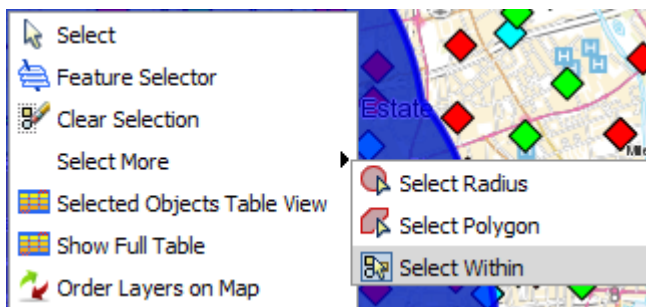 Select
Feature Selector
Clear Selection
Select More
Selected Objects Table View
Show Full Table
Order Layers on Map
Select Radius
Select Polygon
Select Within
Estate
H
H
H